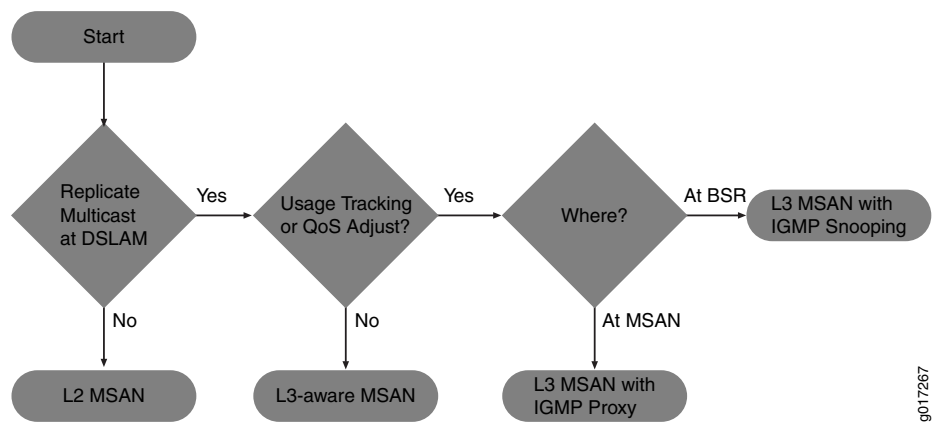 Start
Replicate
Multicast
at DSLAM
Yes
Usage Tracking
or QoS Adjust?
Yes
Where?
At BSR
L3 MSAN with
IGMP Snooping
No
No
At MSAN
L2 MSAN
L3-aware MSAN
L3 MSAN with
IGMP Proxy
g017267